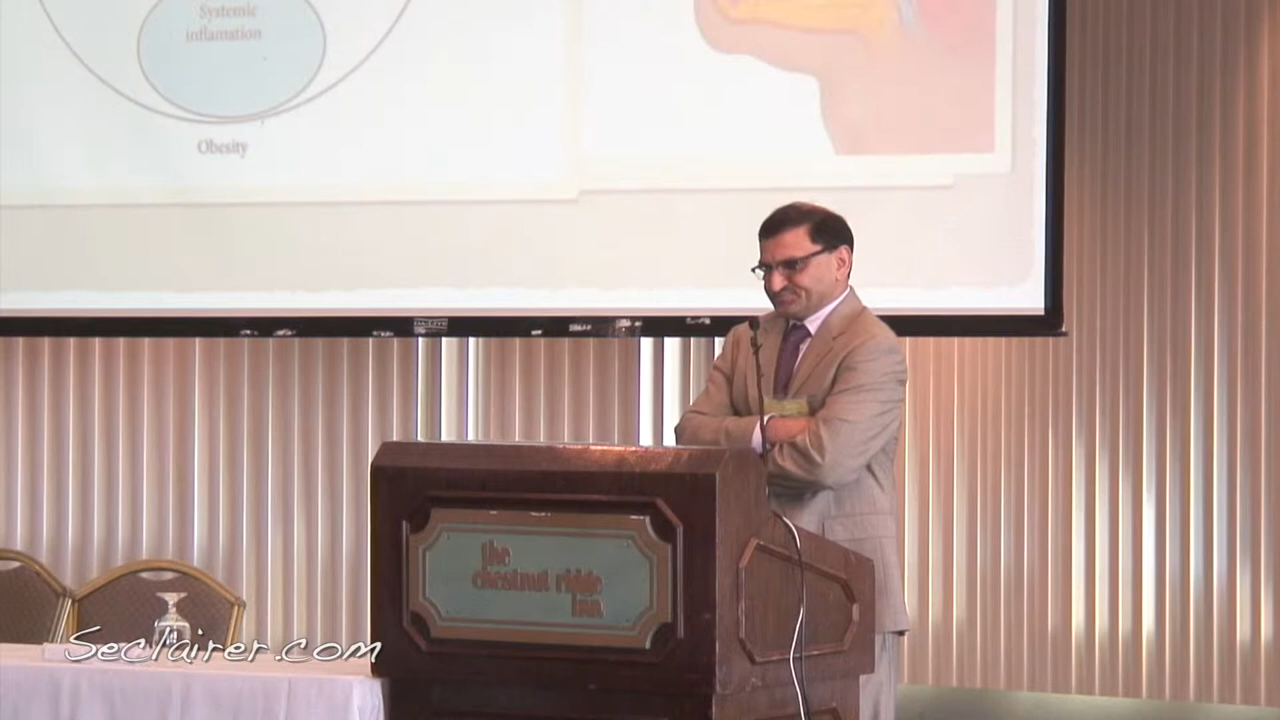 Systemic
inflamation
Obesity
the
chestnut ridge
inn
Seclairer.com